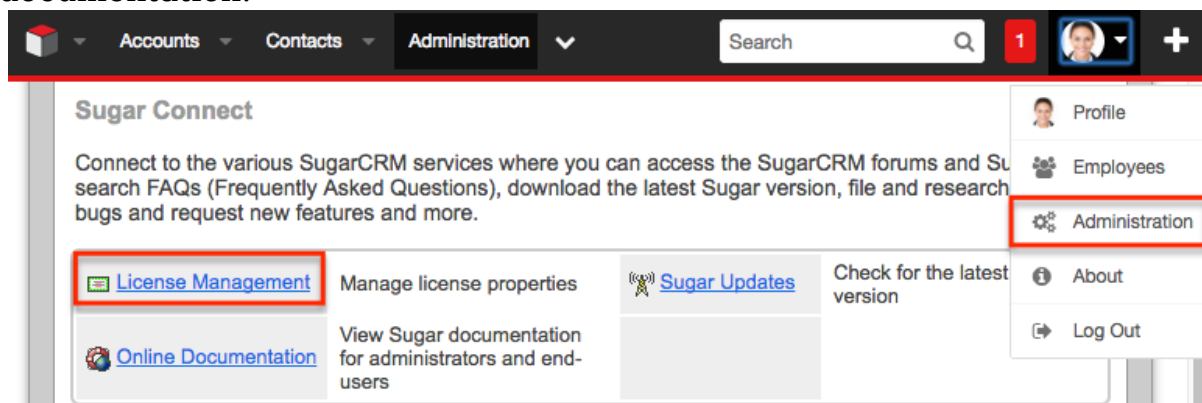 documentation.
Accounts Contacts Administration Search 1
Sugar Connect
Connect to the various SugarCRM services where you can access the SugarCRM forums and Su
search FAQs (Frequently Asked Questions), download the latest Sugar version, file and research
bugs and request new features and more.
License Management
Manage license properties
Sugar Updates
Check for the latest
version
Online Documentation
View Sugar documentation
for administrators and end-
users
Profile
Employees
Administration
About
Log Out